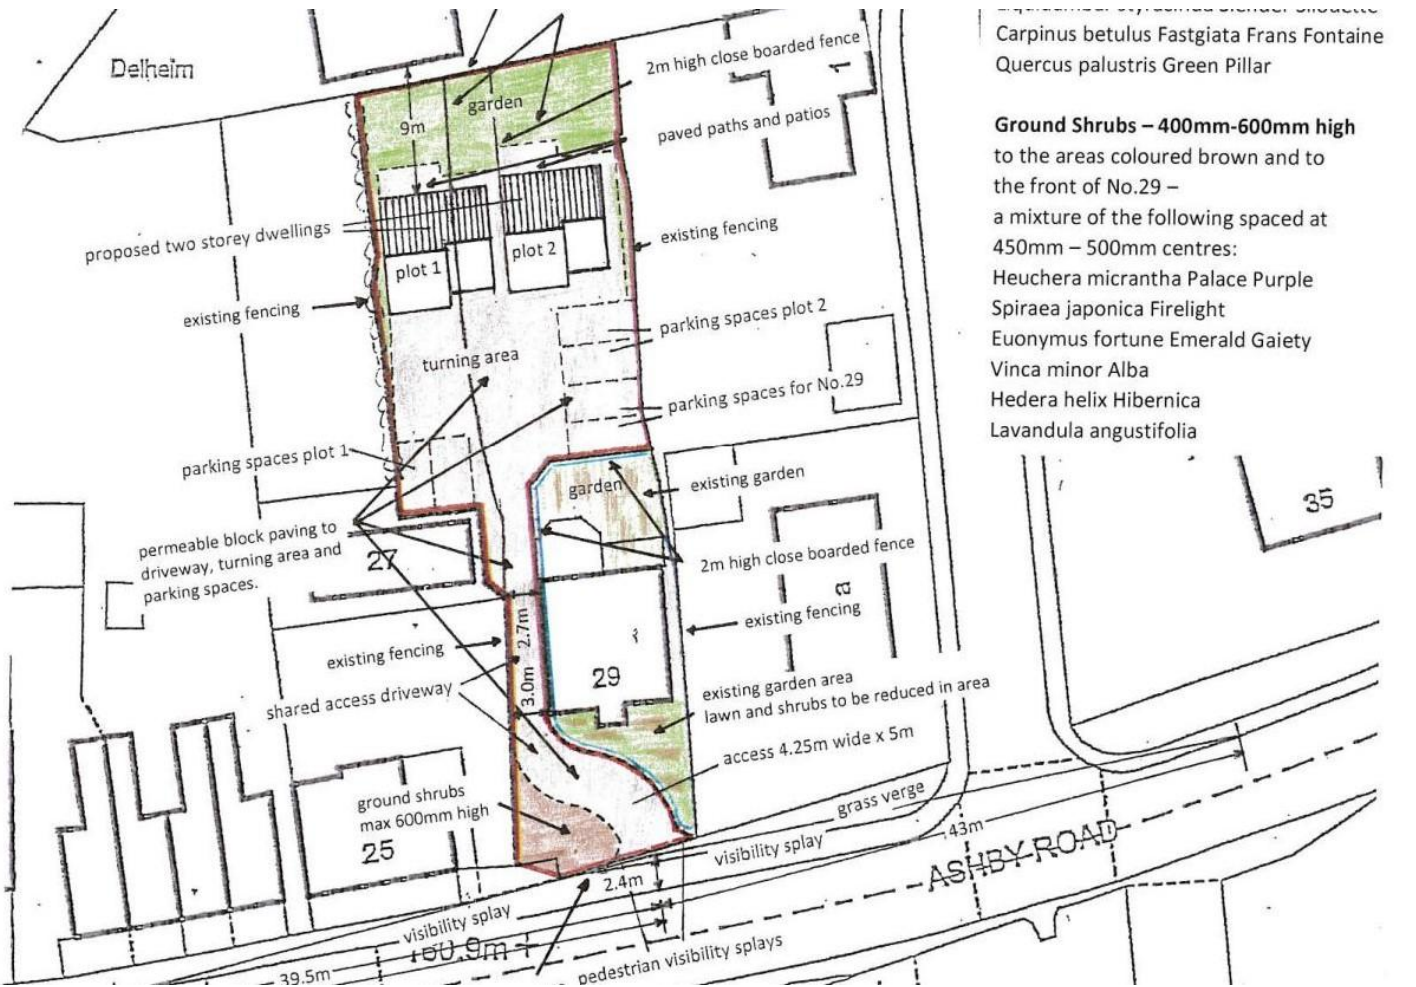 Carpinus betulus Fastgiata Frans Fontaine
Quercus palustris Green Pillar
Ground Shrubs – 400mm-600mm high
to the areas coloured brown and to
the front of No.29 –
a mixture of the following spaced at
450mm – 500mm centres:
Heuchera micrantha Palace Purple
Spiraea japonica Firelight
Euonymus fortune Emerald Gaiety
Vinca minor Alba
Hedera helix Hibernica
Lavandula angustifolia
Delheim
2m high close boarded fence
1
garden
9m
paved paths and patios
proposed two storey dwellings
plot 1
plot 2
existing fencing
existing fencing
parking spaces plot 2
turning area
parking spaces for No.29
parking spaces plot 1
garden
existing garden
35
permeable block paving to
driveway, turning area and
parking spaces.
27
2m high close boarded fence
existing fencing
2.7m
existing fencing
29
3.0m
shared access driveway
existing garden area
lawn and shrubs to be reduced in area
access 4.25m wide x 5m
ground shrubs
max 600mm high
grass verge
25
43m
visibility splay
ASHBY ROAD
2.4m
visibility splay
60.9m
pedestrian visibility splays
39.5m